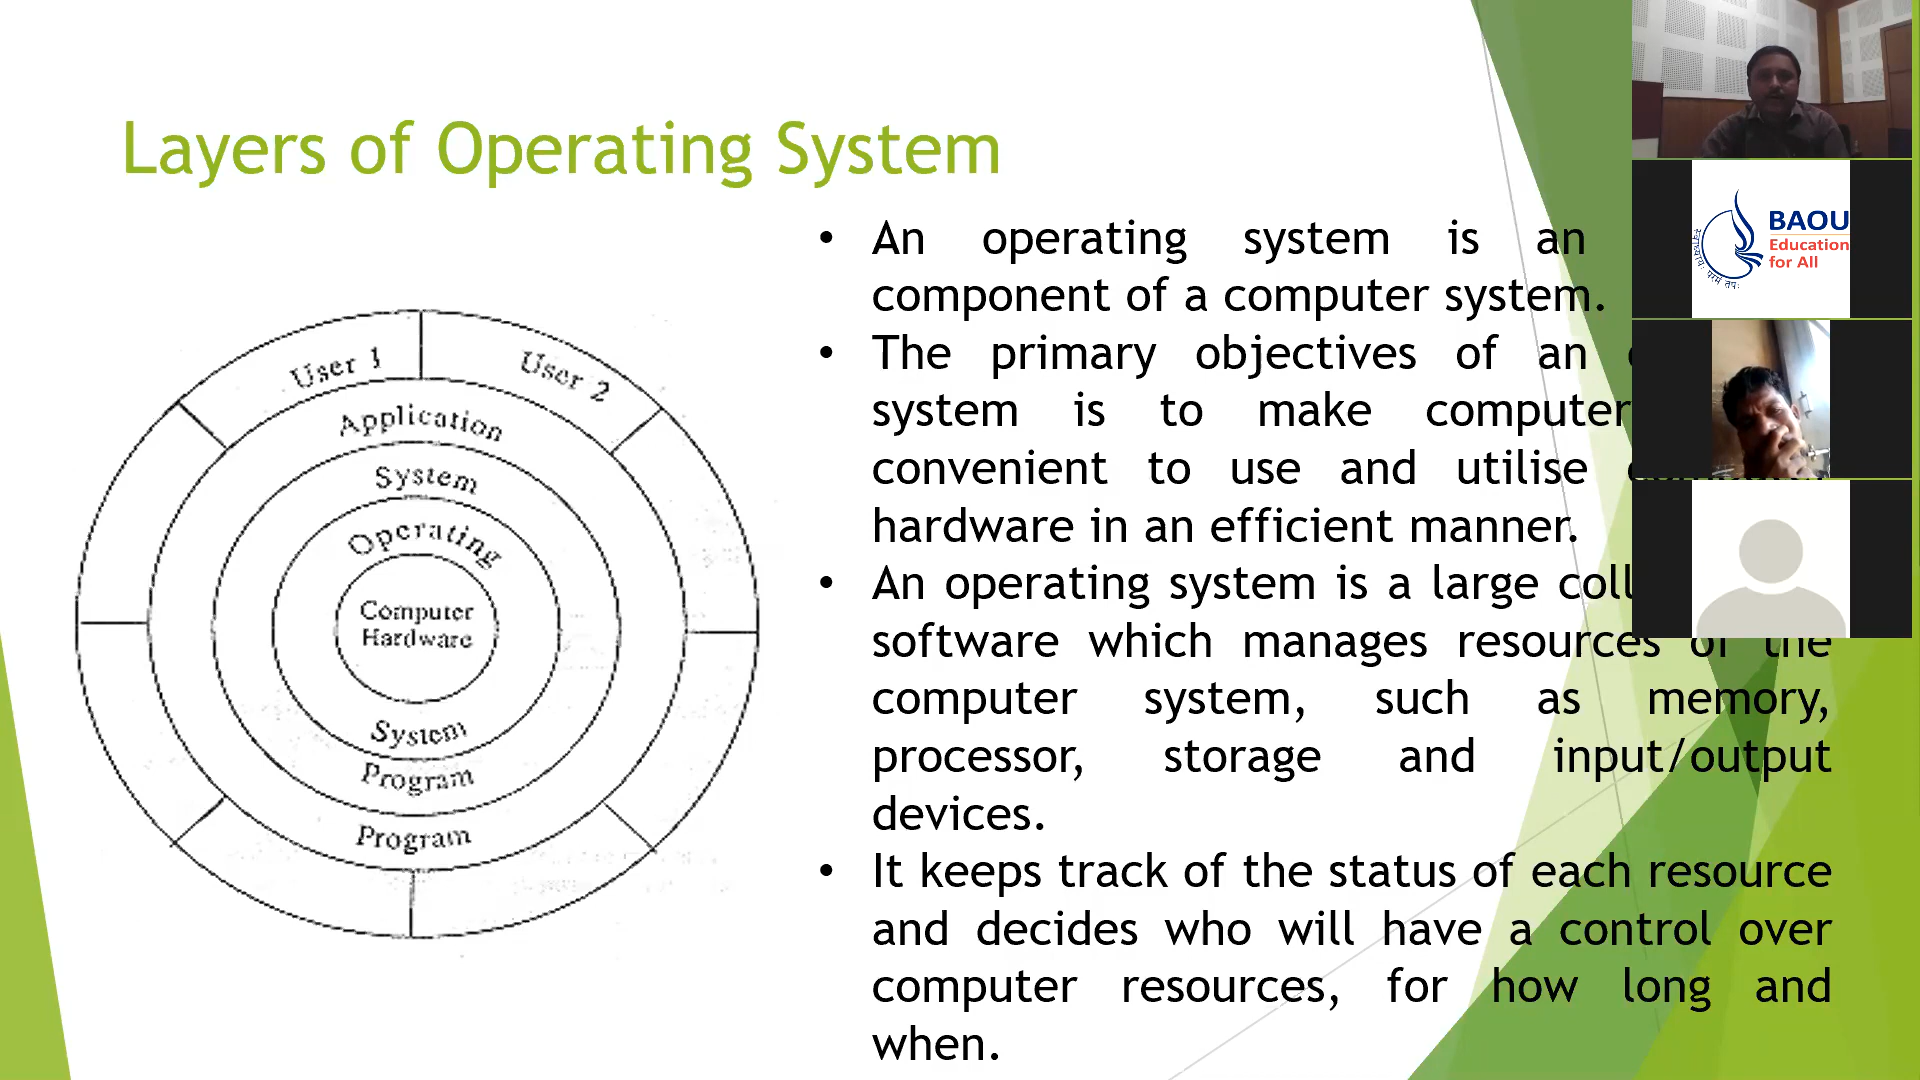 Layers of Operating System
User 1
User 2
Application
System
Operating
Computer
Hardware
System
Program
Program
• An operating system is an
component of a computer system.
• The primary objectives of an
system is to make computer
convenient to use and utilise
hardware in an efficient manner.
• An operating system is a large
software which manages resources of the
computer system, such as memory,
processor, storage and input/output
devices.
• It keeps track of the status of each resource
and decides who will have a control over
computer resources, for how long and
when.
BAOU
Education
for All